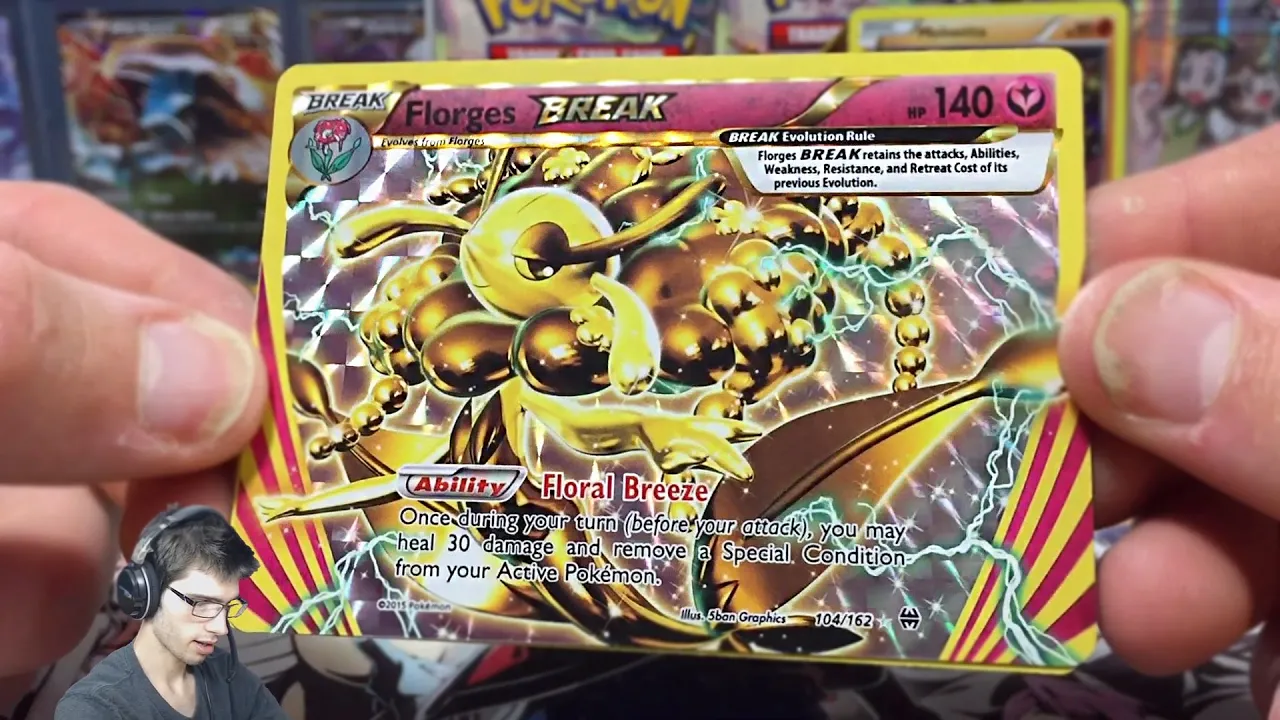 POKÉMON
BREAK
Florges BREAK
HP 140
Evolves from Florges
BREAK Evolution Rule
Florges BREAK retains the attacks, Abilities,
Weakness, Resistance, and Retreat Cost of its
previous Evolution.
Ability Floral Breeze
Once during your turn (before your attack), you may
heal 30 damage and remove a Special Condition
from your Active Pokémon.
©2015 Pokémon
Illus. 5ban Graphics
104/162